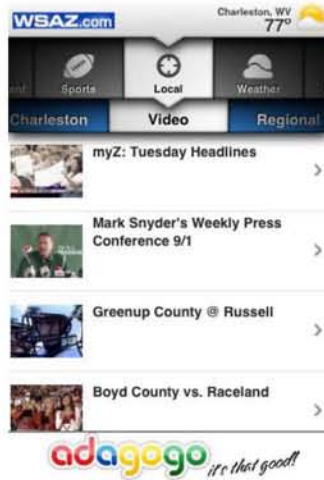 WSAZ.com
Charleston, WV
77°
ent
Sports
Local
Weather
Charleston
Video
Regional
myZ: Tuesday Headlines
Mark Snyder's Weekly Press
Conference 9/1
Greenup County @ Russell
Boyd County vs. Raceland
adagogo it's that good!